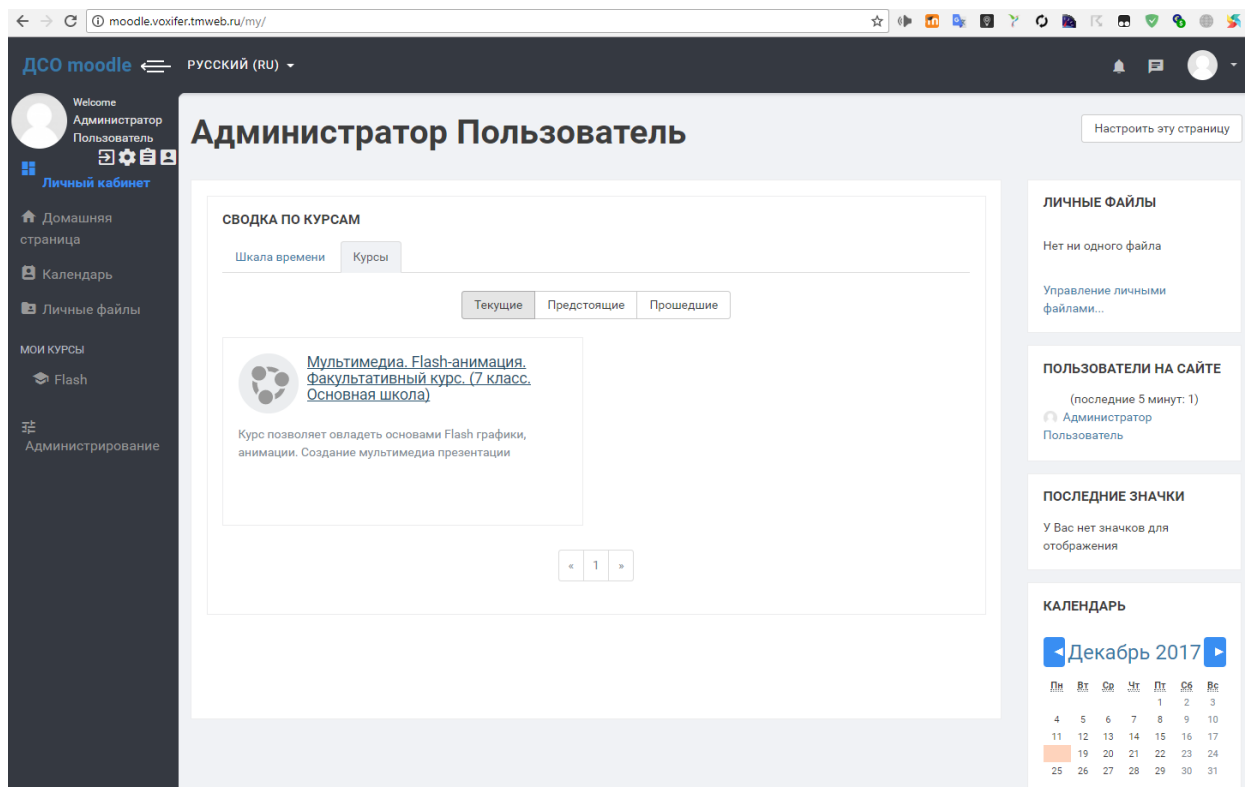 moodle.voxifer.tmweb.ru/my/
ДСО moodle
РУССКИЙ (RU)
Welcome
Администратор
Пользователь
Личный кабинет
Домашняя
страница
Календарь
Личные файлы
МОИ КУРСЫ
Flash
Администрирование
Администратор Пользователь
Настроить эту страницу
СВОДКА ПО КУРСАМ
Шкала времени Курсы
Текущие Предстоящие Прошедшие
Мультимедиа. Flash-анимация.
Факультативный курс. (7 класс.
Основная школа)
Курс позволяет овладеть основами Flash графики,
анимации. Создание мультимедиа презентации
« 1 »
ЛИЧНЫЕ ФАЙЛЫ
Нет ни одного файла
Управление личными
файлами...
ПОЛЬЗОВАТЕЛИ НА САЙТЕ
(последние 5 минут: 1)
Администратор
Пользователь
ПОСЛЕДНИЕ ЗНАЧКИ
У Вас нет значков для
отображения
КАЛЕНДАРЬ
◄ Декабрь 2017 ►
Пн Вт Ср Чт Пт Сб Вс
1 2 3
4 5 6 7 8 9 10
11 12 13 14 15 16 17
19 20 21 22 23 24
25 26 27 28 29 30 31